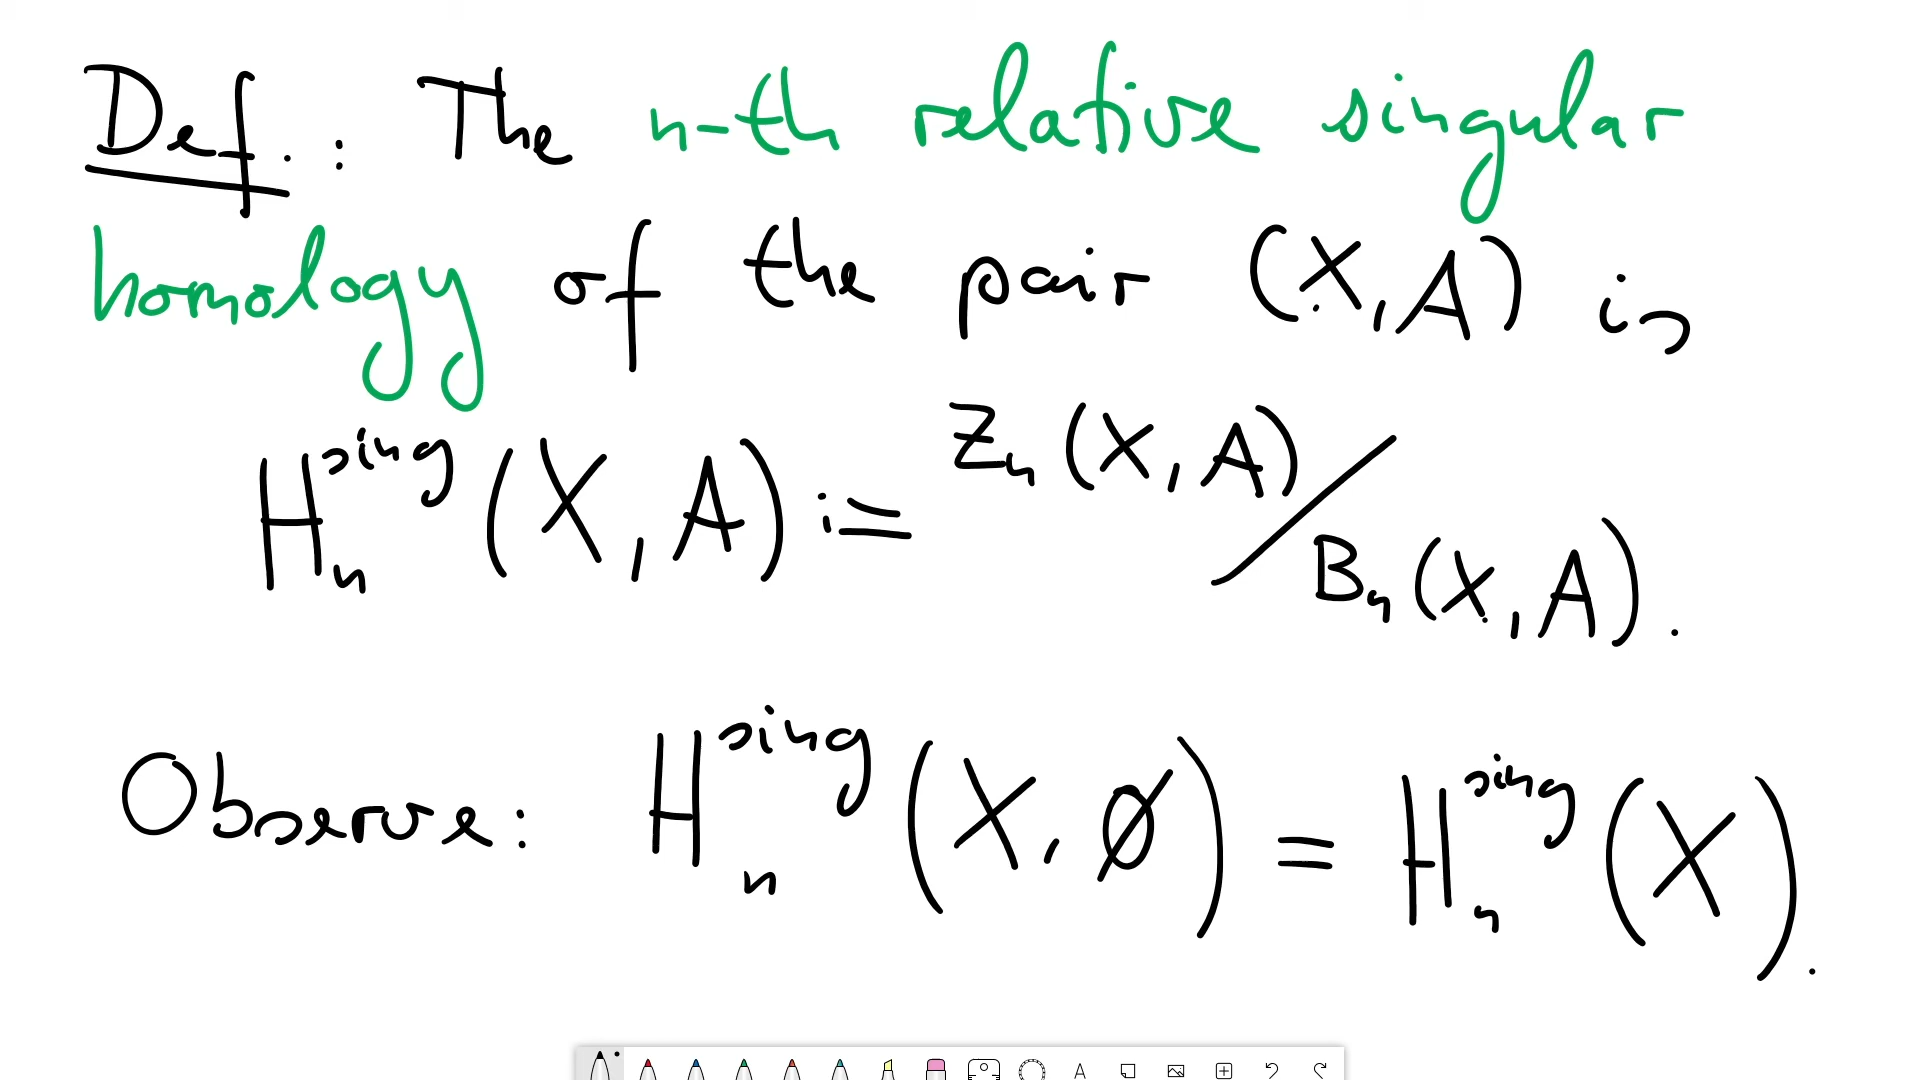 Def.: The n-th relative singular
homology of the pair (X,A) is
H_n^{sing}(X,A) := Z_n(X,A)/B_n(X,A).
Observe: H_n^{sing}(X,∅) = H_n^{sing}(X).